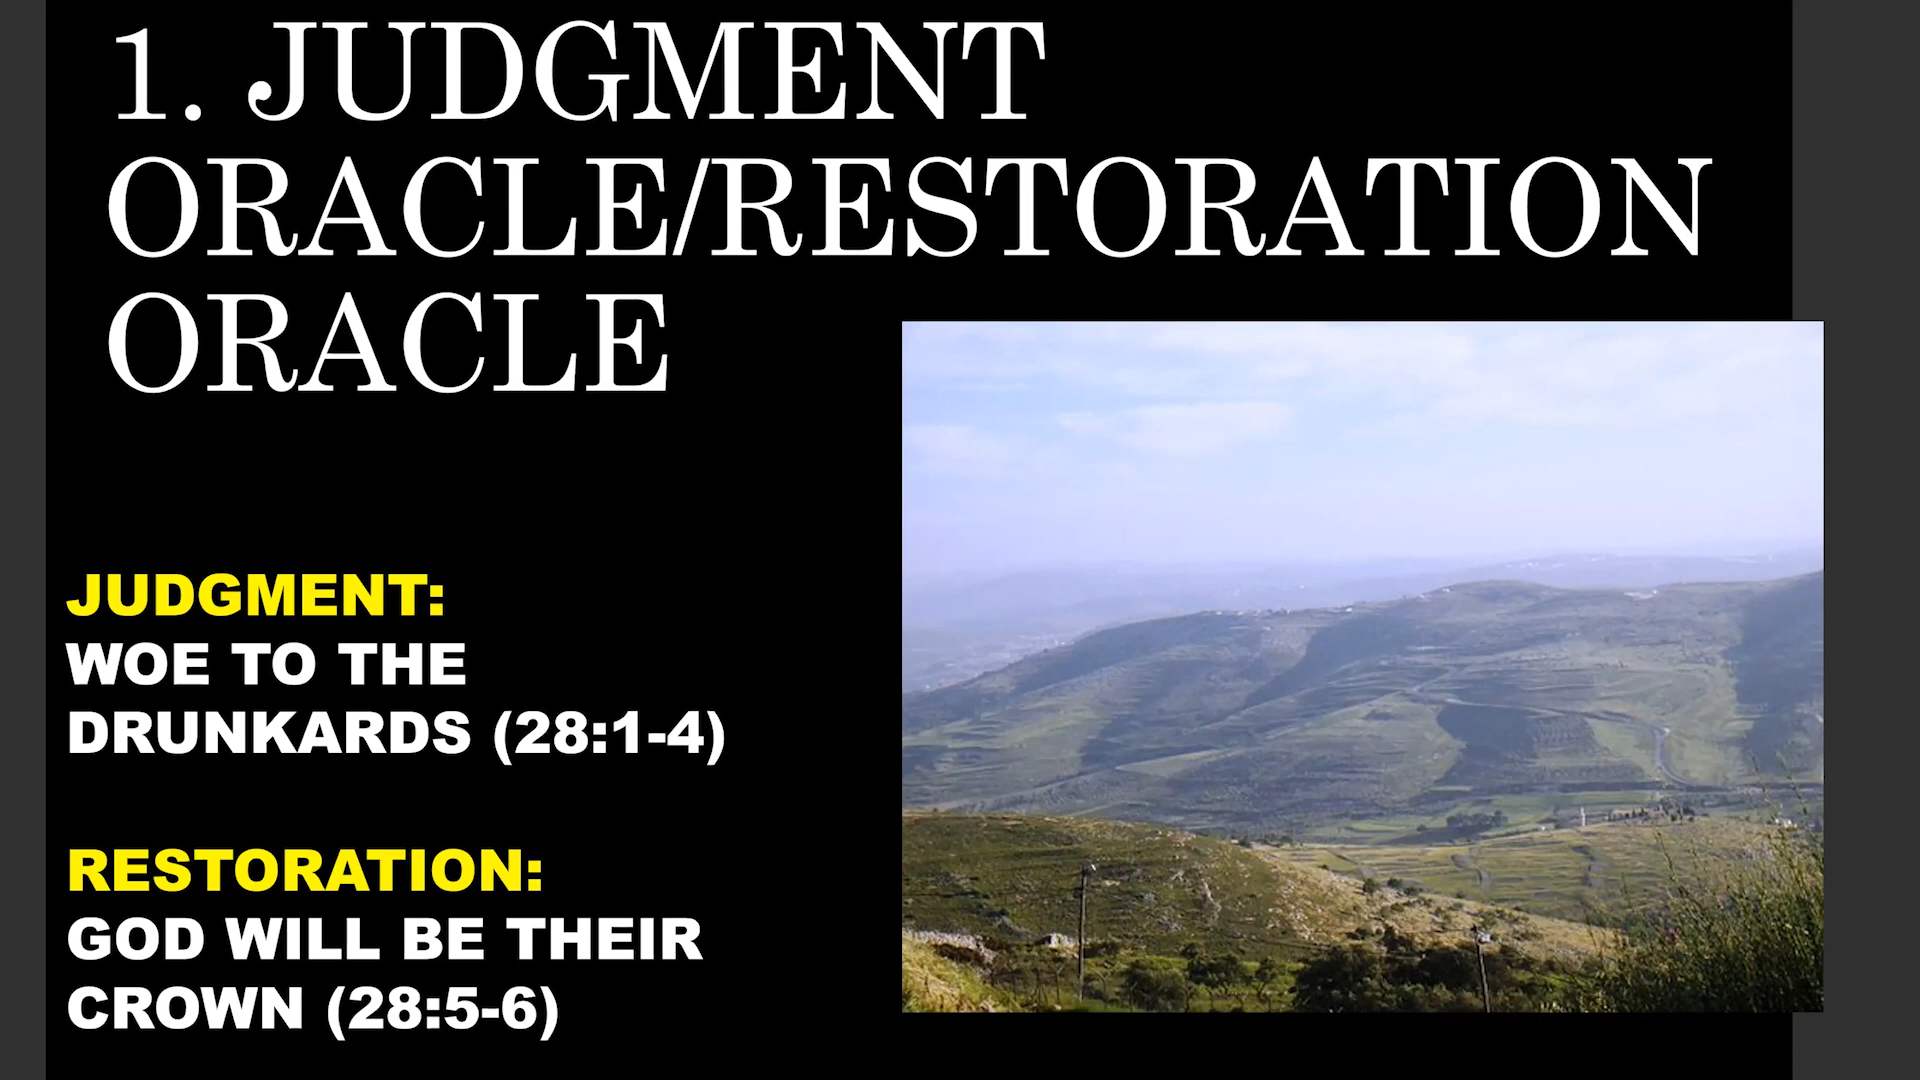 1. JUDGMENT
ORACLE/RESTORATION
ORACLE
JUDGMENT:
WOE TO THE
DRUNKARDS (28:1-4)
RESTORATION:
GOD WILL BE THEIR
CROWN (28:5-6)